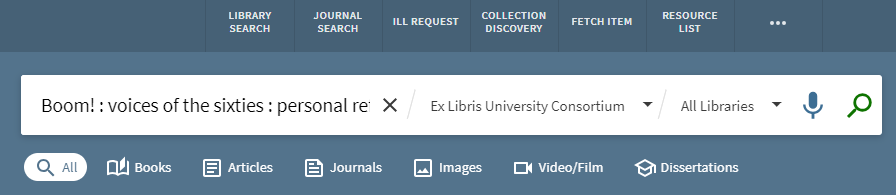 LIBRARY SEARCH
JOURNAL SEARCH
ILL REQUEST
COLLECTION DISCOVERY
FETCH ITEM
RESOURCE LIST
Boom! : voices of the sixties : personal
Ex Libris University Consortium
All Libraries
All
Books
Articles
Journals
Images
Video/Film
Dissertations